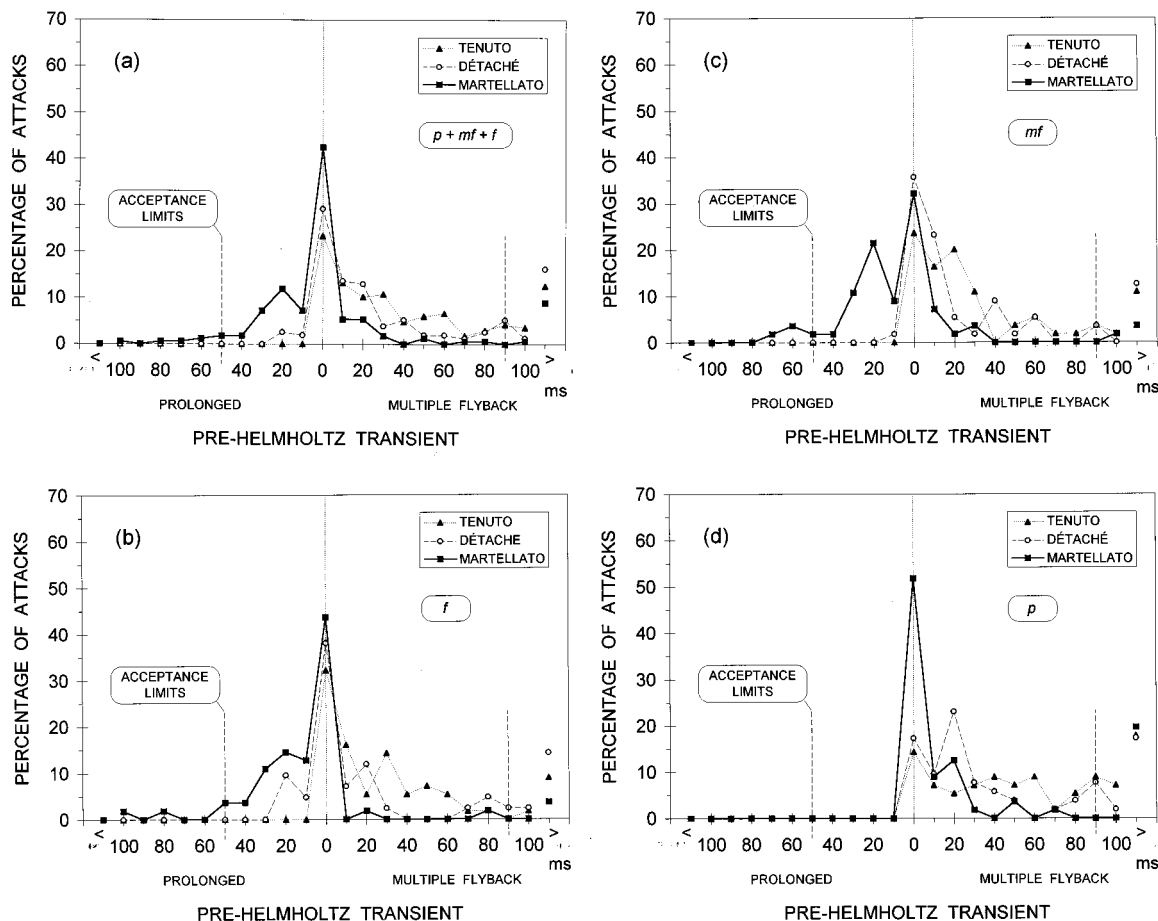 70
60
50
40
30
20
10
0
PERCENTAGE OF ATTACKS
(a)
TENUTO
DÉTACHÉ
MARTELLATO
p + mf + f
ACCEPTANCE
LIMITS
< 100 80 60 40 20 0 20 40 60 80 100 >
ms
PROLONGED MULTIPLE FLYBACK
PRE-HELMHOLTZ TRANSIENT
70
60
50
40
30
20
10
0
PERCENTAGE OF ATTACKS
(c)
TENUTO
DÉTACHÉ
MARTELLATO
mf
ACCEPTANCE
LIMITS
< 100 80 60 40 20 0 20 40 60 80 100 >
ms
PROLONGED MULTIPLE FLYBACK
PRE-HELMHOLTZ TRANSIENT
70
60
50
40
30
20
10
0
PERCENTAGE OF ATTACKS
(b)
TENUTO
DÉTACHE
MARTELLATO
f
ACCEPTANCE
LIMITS
< 100 80 60 40 20 0 20 40 60 80 100 >
ms
PROLONGED MULTIPLE FLYBACK
PRE-HELMHOLTZ TRANSIENT
70
60
50
40
30
20
10
0
PERCENTAGE OF ATTACKS
(d)
TENUTO
DÉTACHÉ
MARTELLATO
p
ACCEPTANCE
LIMITS
< 100 80 60 40 20 0 20 40 60 80 100 >
ms
PROLONGED MULTIPLE FLYBACK
PRE-HELMHOLTZ TRANSIENT